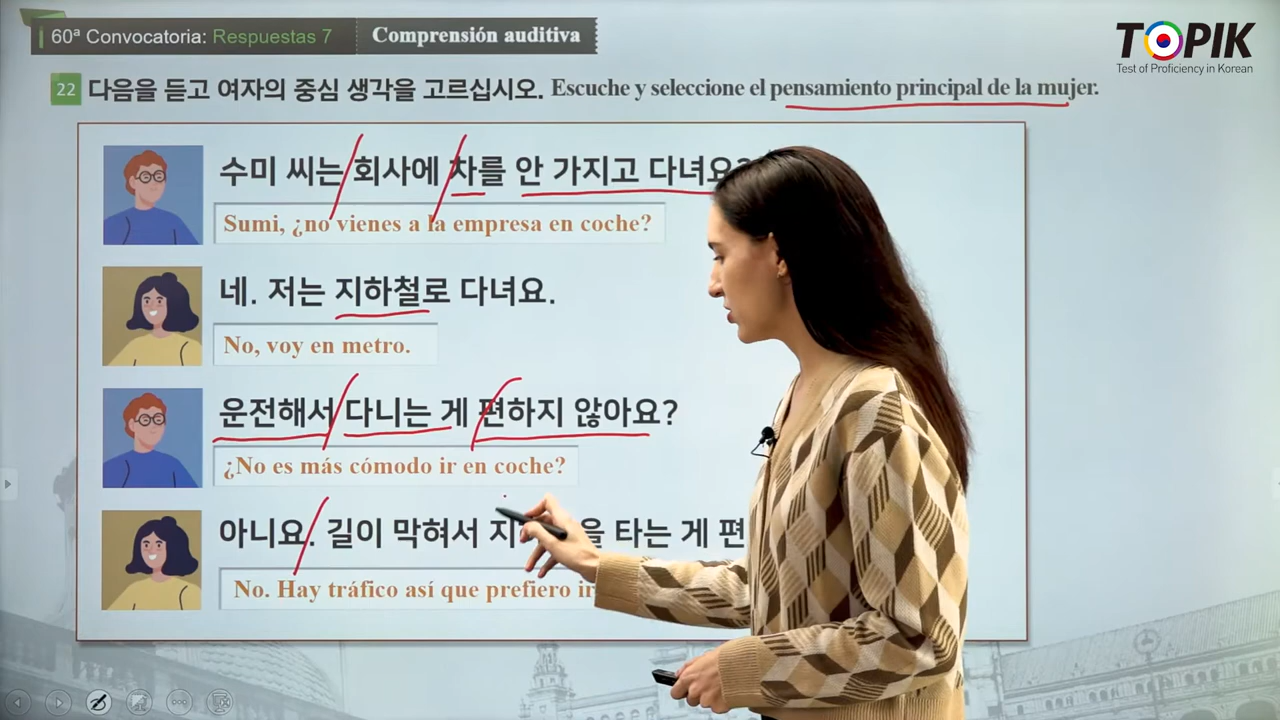 60ª Convocatoria: Respuestas 7 Comprensión auditiva
TOPIK
Test of Proficiency in Korean
22 다음을 듣고 여자의 중심 생각을 고르십시오. Escuche y seleccione el pensamiento principal de la mujer.
수미 씨는 회사에 차를 안 가지고 다녀요?
Sumi, ¿no vienes a la empresa en coche?
네. 저는 지하철로 다녀요.
No, voy en metro.
운전해서 다니는 게 편하지 않아요?
¿No es más cómodo ir en coche?
아니요. 길이 막혀서 을 타는 게
No. Hay tráfico así que prefiero ir